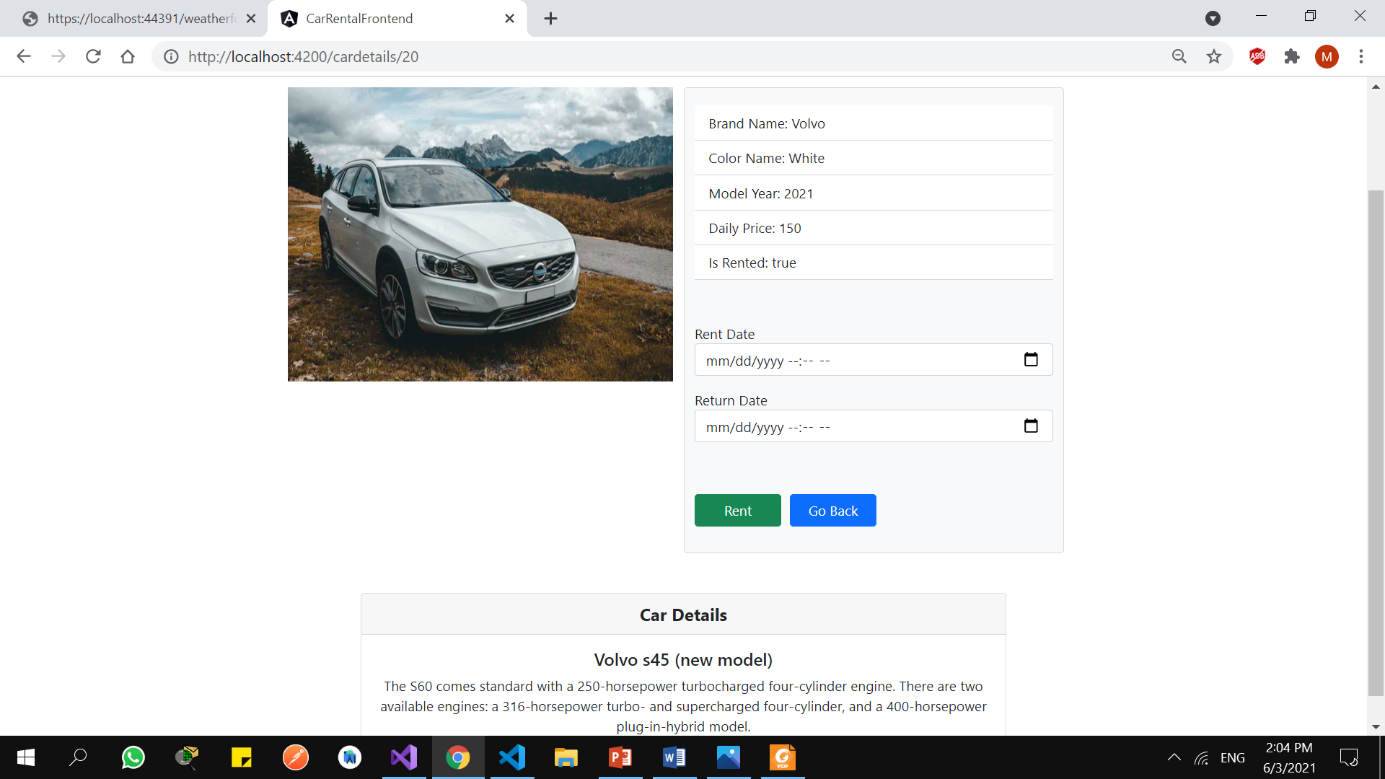 https://localhost:44391/weatherf
CarRentalFrontend
http://localhost:4200/cardetails/20
ABP
M
Brand Name: Volvo
Color Name: White
Model Year: 2021
Daily Price: 150
Is Rented: true
Rent Date
mm/dd/yyyy --:-- --
Return Date
mm/dd/yyyy --:-- --
Rent
Go Back
Car Details
Volvo s45 (new model)
The S60 comes standard with a 250-horsepower turbocharged four-cylinder engine. There are two
available engines: a 316-horsepower turbo- and supercharged four-cylinder, and a 400-horsepower
plug-in-hybrid model.
ENG
2:04 PM
6/3/2021